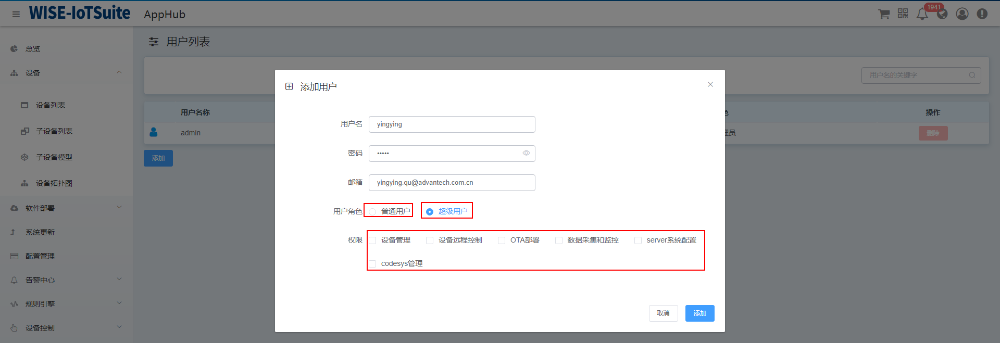 WISE-IoTSuite AppHub 1941
总览
设备
设备列表
子设备列表
子设备模型
设备拓扑图
软件部署
系统更新
配置管理
告警中心
规则引擎
设备控制
用户列表
用户名的关键字
用户名称 色 操作
admin 理员 删除
添加
添加用户
用户名 yingying
密码 •••••
邮箱 yingying.qu@advantech.com.cn
用户角色 普通用户 超级用户
权限 设备管理 设备远程控制 OTA部署 数据采集和监控 server系统配置
codesys管理
取消 添加